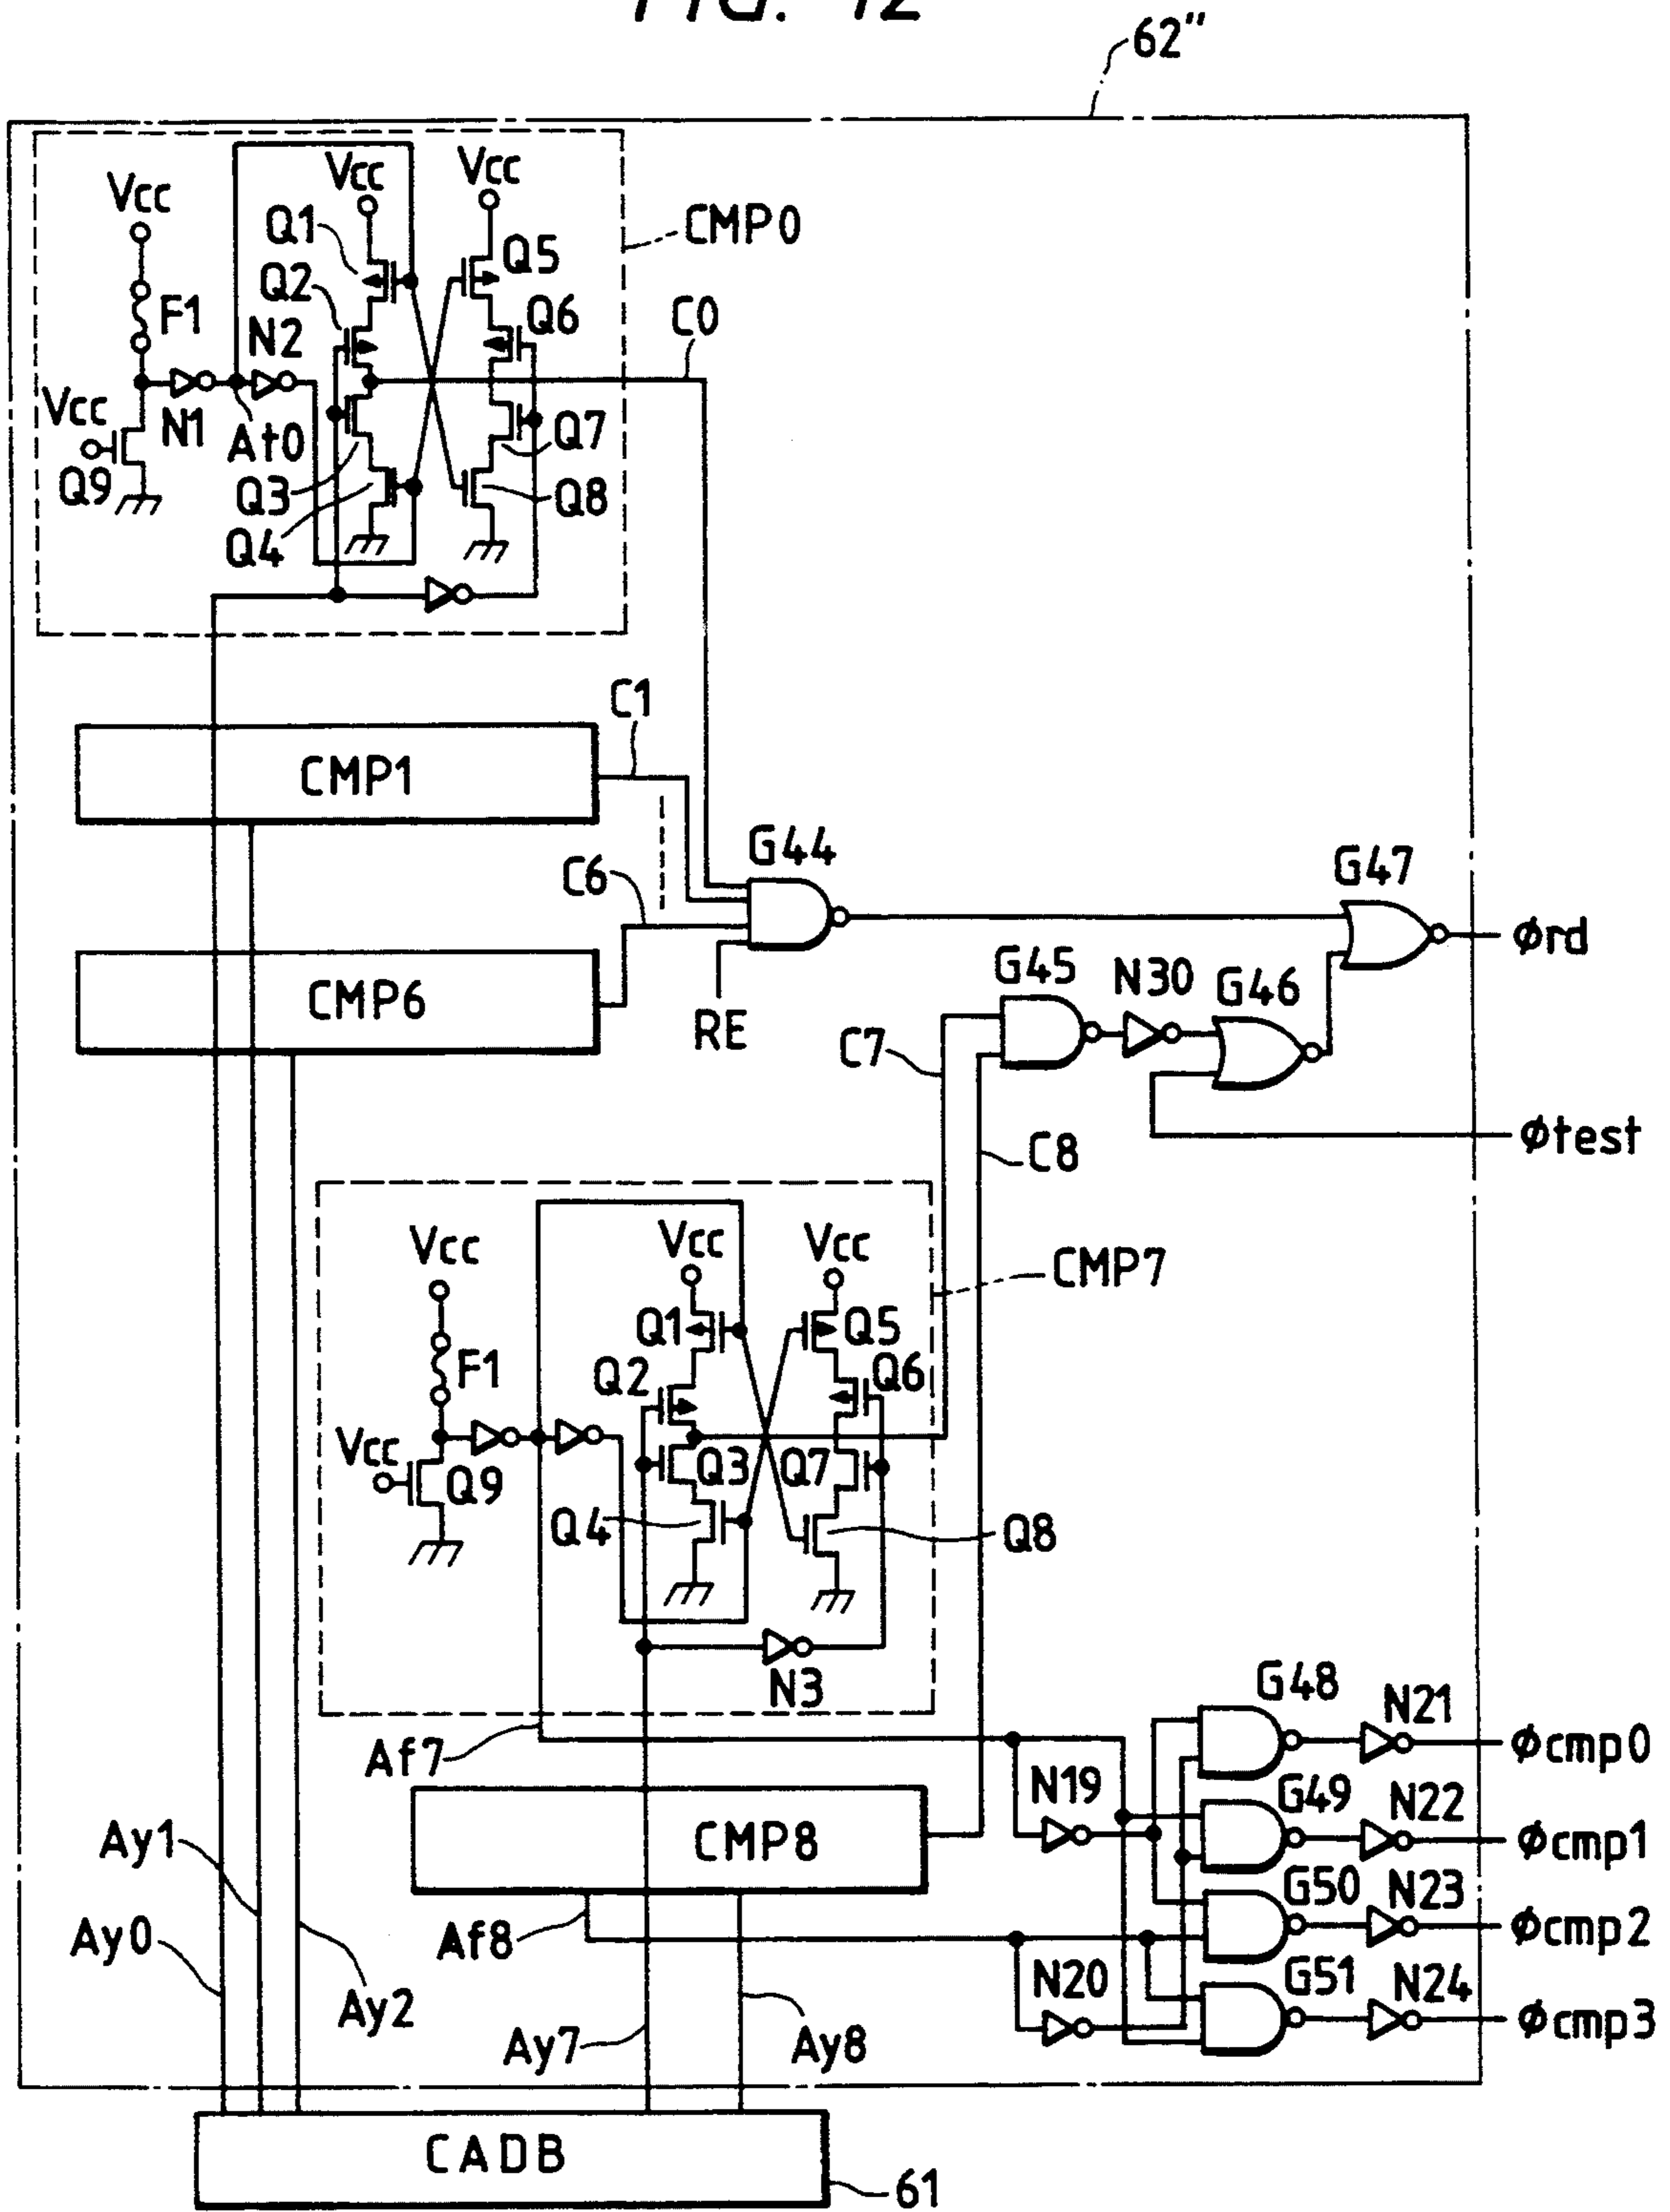 FIG. 42
62"
Vcc
Vcc
Vcc
Q1
Q5
CMP0
Q2
F1
N2
Q6
C0
Vcc
N1
At0
Q7
Q9
Q3
Q8
Q4
C1
CMP1
G44
C6
G47
φrd
CMP6
G45
N30
G46
RE
C7
φtest
C8
Vcc
Vcc
Vcc
CMP7
Q1
Q5
F1
Q2
Q6
Vcc
Q9
Q3
Q7
Q4
Q8
N3
G48
N21
φcmp0
Af7
N19
G49
N22
φcmp1
CMP8
Ay1
G50
N23
φcmp2
Ay0
Af8
Ay2
N20
G51
N24
φcmp3
Ay7
Ay8
CADB
61